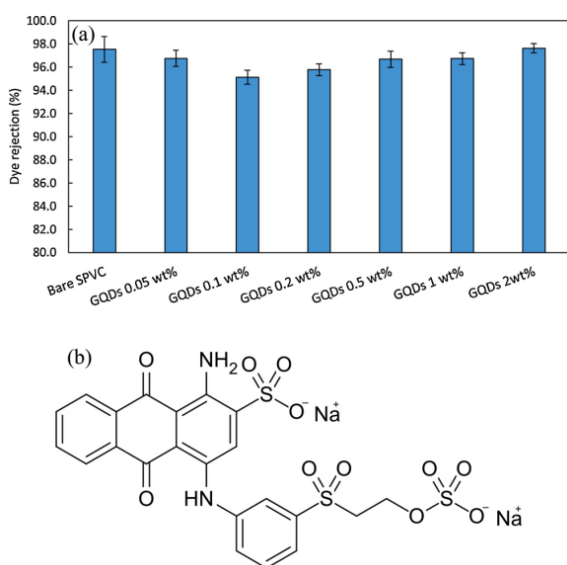 (a)
Dye rejection (%)
100.0
98.0
96.0
94.0
92.0
90.0
88.0
86.0
84.0
82.0
80.0
Bare SPVC
GQDs 0.05 wt%
GQDs 0.1 wt%
GQDs 0.2 wt%
GQDs 0.5 wt%
GQDs 1 wt%
GQDs 2wt%
(b)
O
NH₂
O
O
S
O⁻ Na⁺
O
HN
O
O
S
O
O
O
S
O⁻ Na⁺